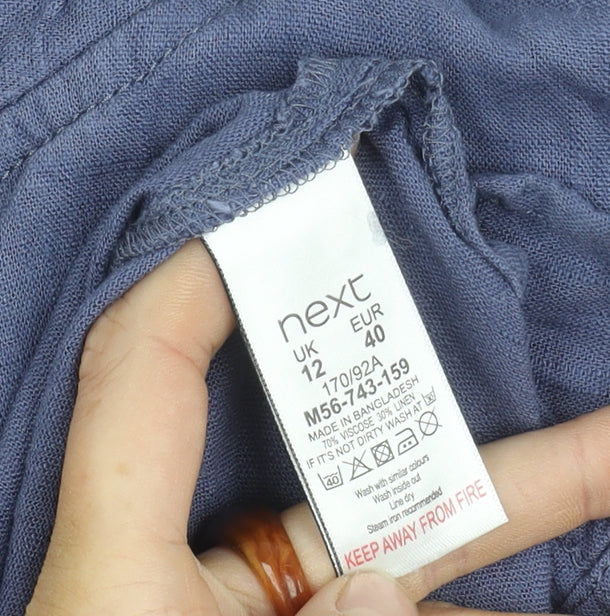 next
UK EUR
12 40
170/92A
M56-743-159
MADE IN BANGLADESH
70% VISCOSE 30% LINEN
IF IT'S NOT DIRTY WASH AT 30
40
Wash with similar colours
Wash inside out
Line dry
Steam iron recommended
KEEP AWAY FROM FIRE